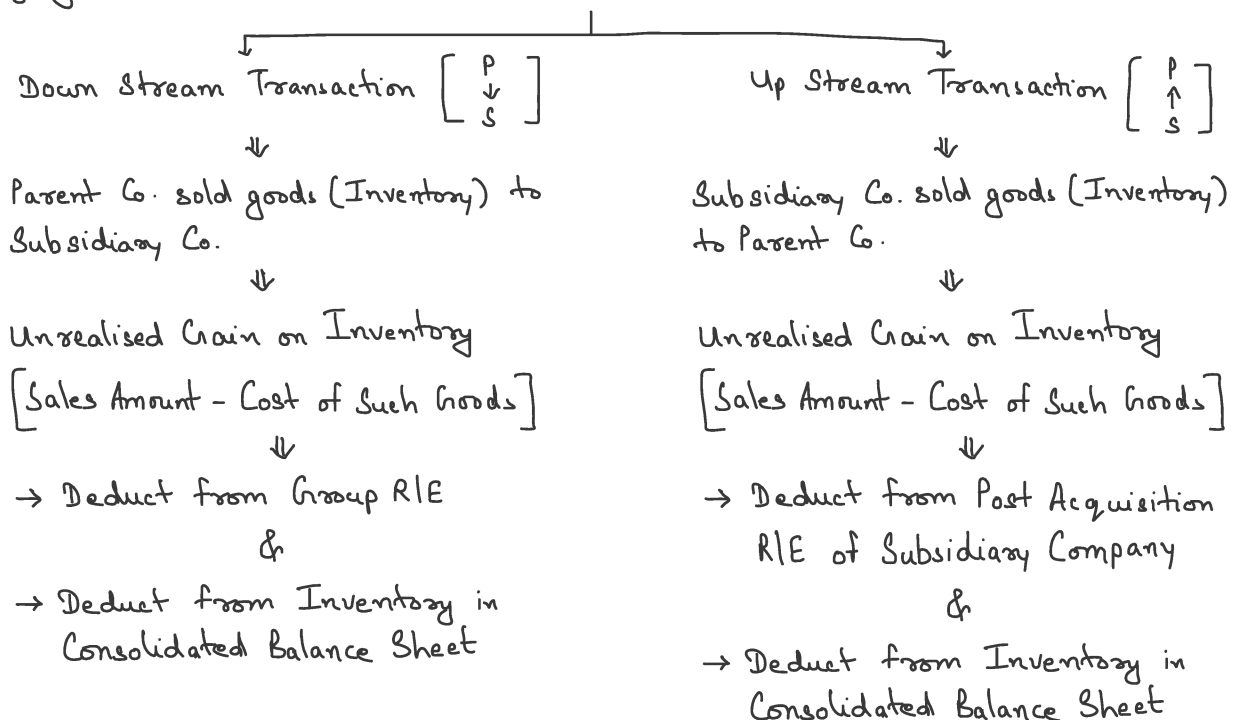 Down Stream Transaction [P ↓ S]
⇓
Parent Co. sold goods (Inventory) to
Subsidiary Co.
⇓
Unrealised Gain on Inventory
[Sales Amount - Cost of Such Goods]
⇓
→ Deduct from Group R/E
&
→ Deduct from Inventory in
Consolidated Balance Sheet
Up Stream Transaction [P ↑ S]
⇓
Subsidiary Co. sold goods (Inventory)
to Parent Co.
⇓
Unrealised Gain on Inventory
[Sales Amount - Cost of Such Goods]
⇓
→ Deduct from Post Acquisition
R/E of Subsidiary Company
&
→ Deduct from Inventory in
Consolidated Balance Sheet